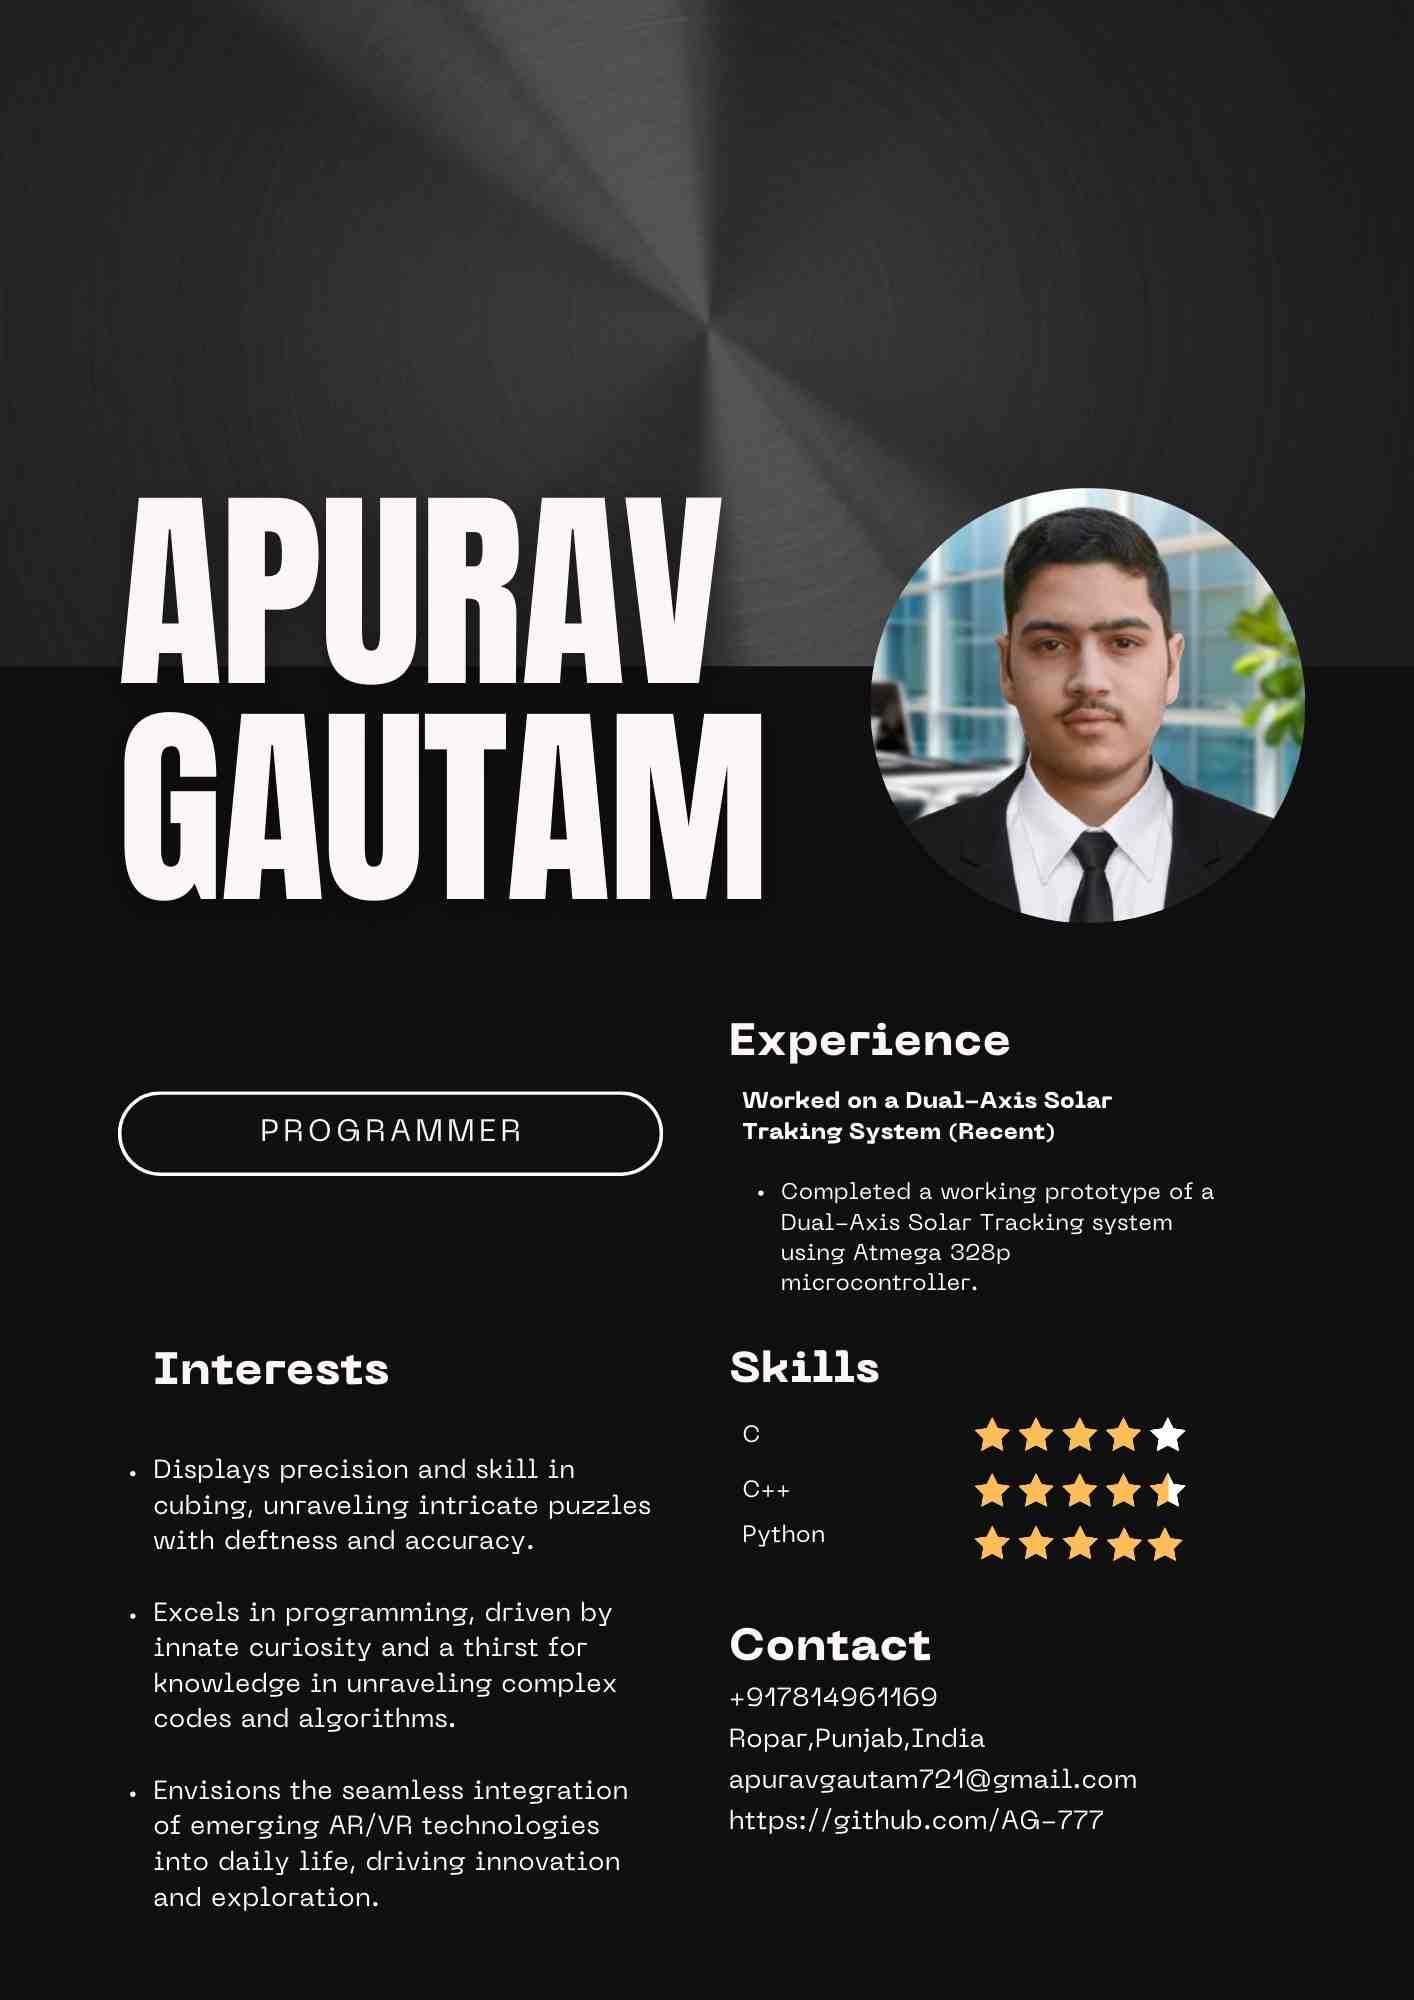 APURAV
GAUTAM
PROGRAMMER
Experience
Worked on a Dual-Axis Solar
Traking System (Recent)
• Completed a working prototype of a
Dual-Axis Solar Tracking system
using Atmega 328p
microcontroller.
Interests
• Displays precision and skill in
cubing, unraveling intricate puzzles
with deftness and accuracy.
• Excels in programming, driven by
innate curiosity and a thirst for
knowledge in unraveling complex
codes and algorithms.
• Envisions the seamless integration
of emerging AR/VR technologies
into daily life, driving innovation
and exploration.
Skills
C
C++
Python
Contact
+917814961169
Ropar,Punjab,India
apuravgautam721@gmail.com
https://github.com/AG-777